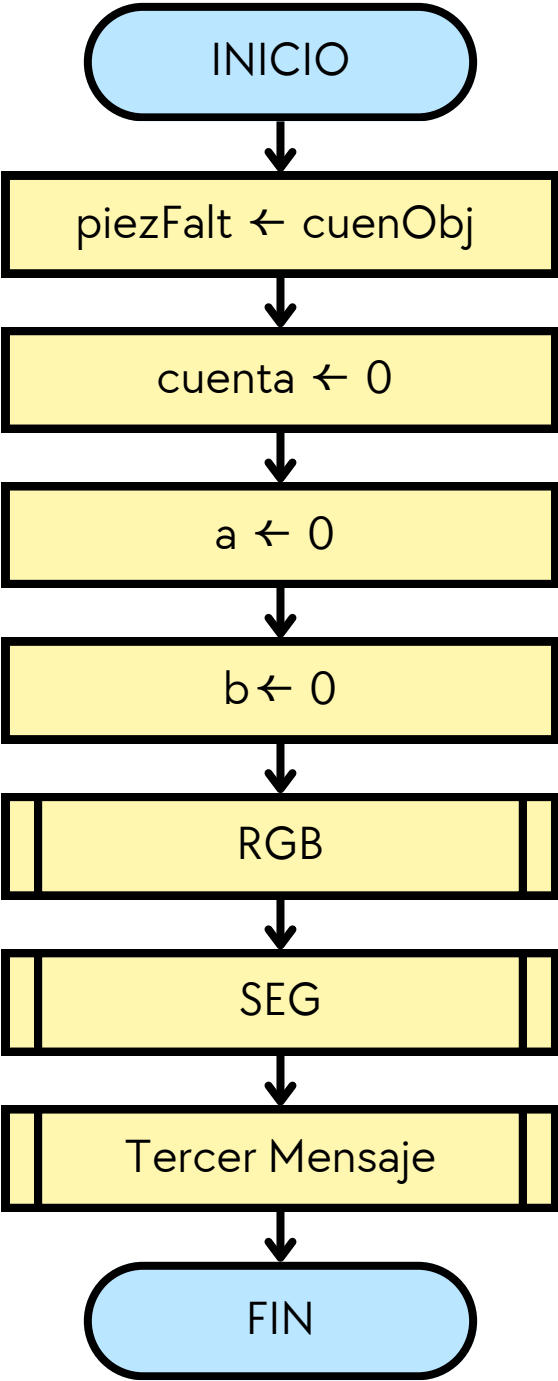 INICIO
piezFalt ← cuenObj
cuenta ← 0
a ← 0
b ← 0
RGB
SEG
Tercer Mensaje
FIN